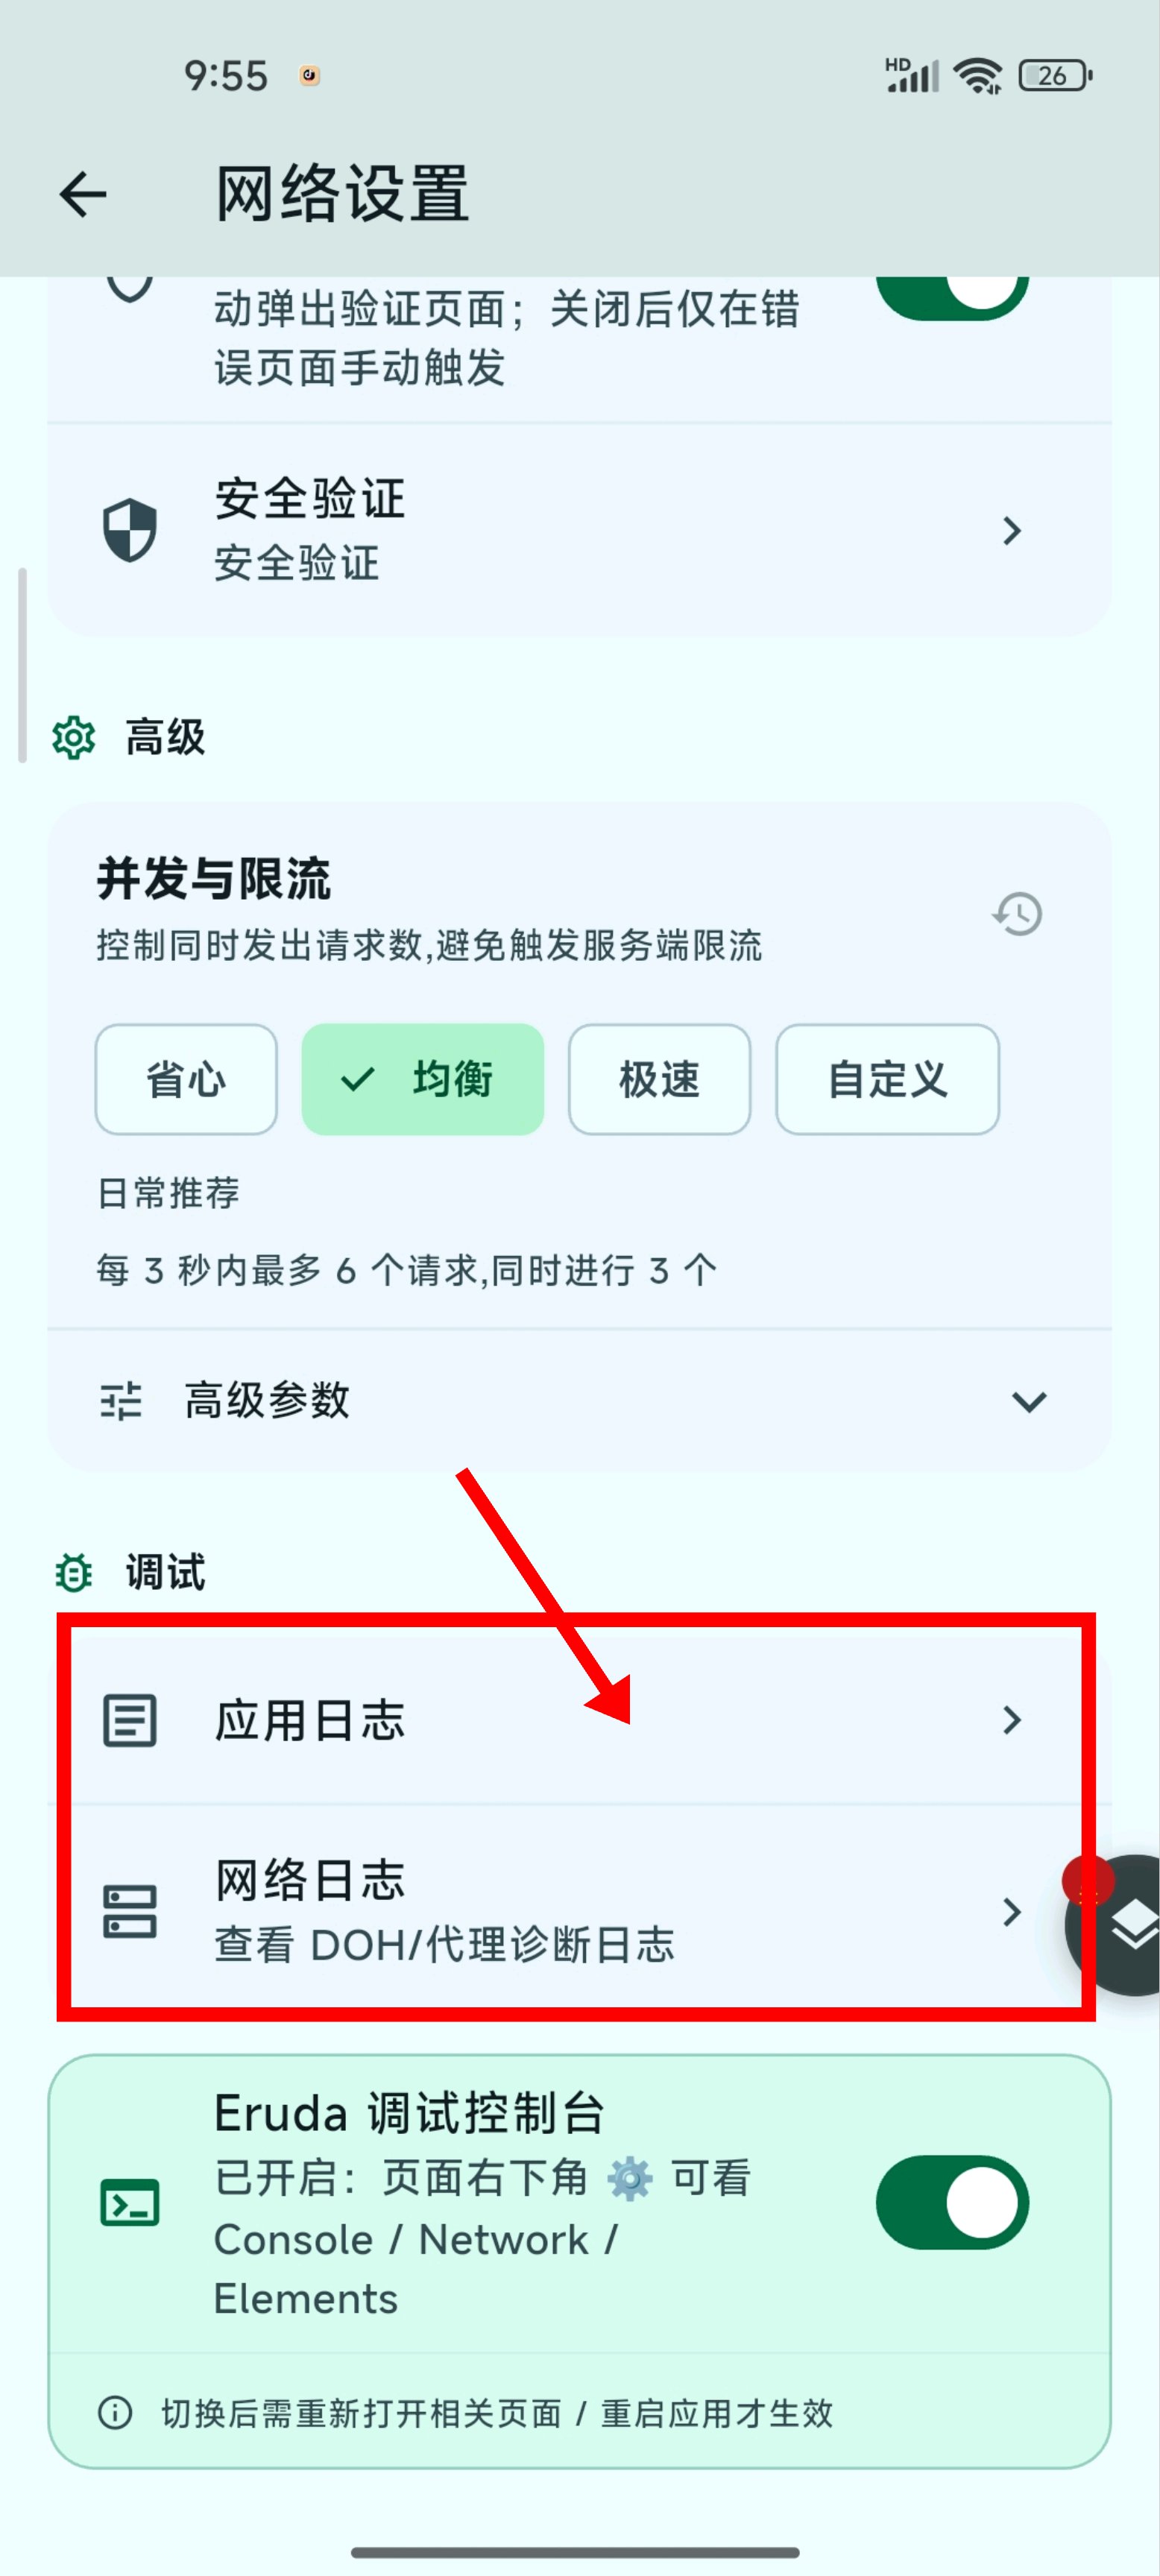 9:55
HD
26
网络设置
动弹出验证页面；关闭后仅在错
误页面手动触发
安全验证
安全验证
高级
并发与限流
控制同时发出请求数,避免触发服务端限流
省心
均衡
极速
自定义
日常推荐
每 3 秒内最多 6 个请求,同时进行 3 个
高级参数
调试
应用日志
网络日志
查看 DOH/代理诊断日志
Eruda 调试控制台
已开启：页面右下角 ⚙️ 可看
Console / Network /
Elements
切换后需重新打开相关页面 / 重启应用才生效